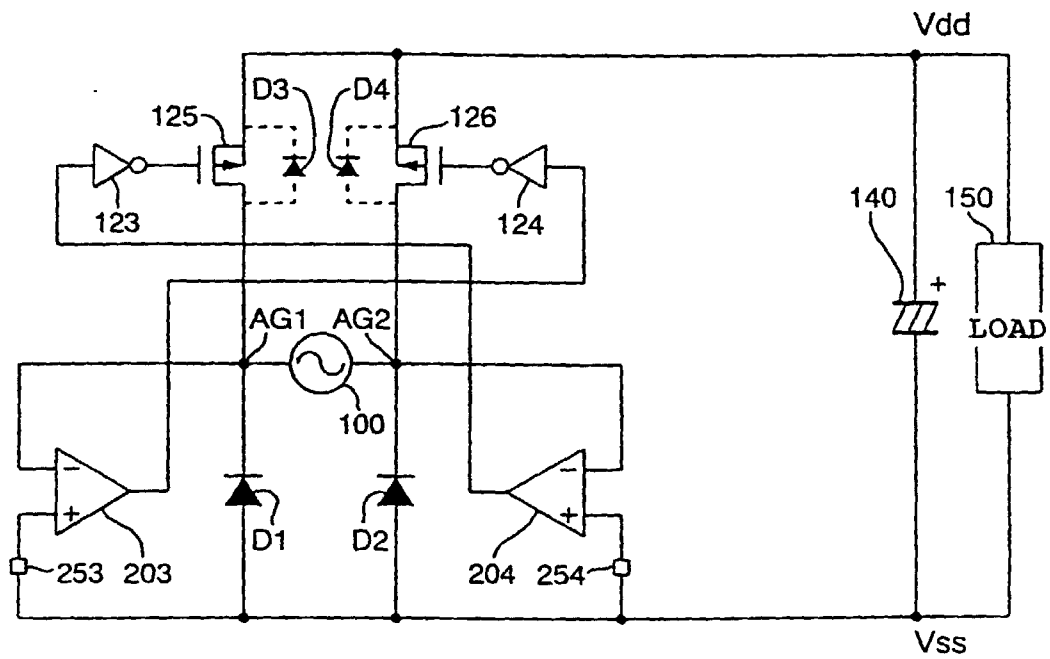 Vdd
D3 D4
125 126
123 124
140 150
+
LOAD
AG1 AG2
100
− −
+ +
D1 D2
253 203 204 254
Vss